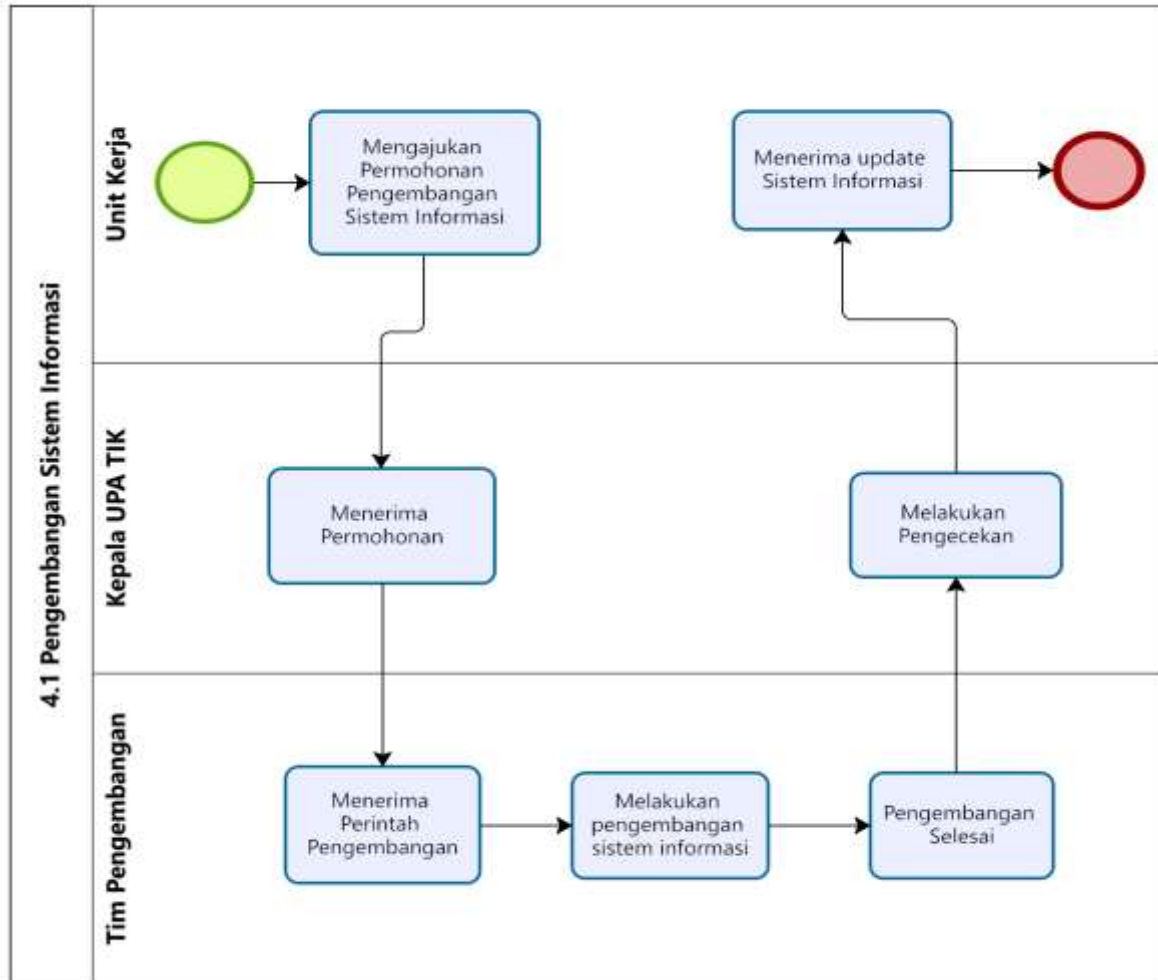 4.1 Pengembangan Sistem Informasi
Unit Kerja
Mengajukan
Permohonan
Pengembangan
Sistem Informasi
Menerima update
Sistem Informasi
Kepala UPA TIK
Menerima
Permohonan
Melakukan
Pengecekan
Tim Pengembangan
Menerima
Perintah
Pengembangan
Melakukan
pengembangan
sistem informasi
Pengembangan
Selesai